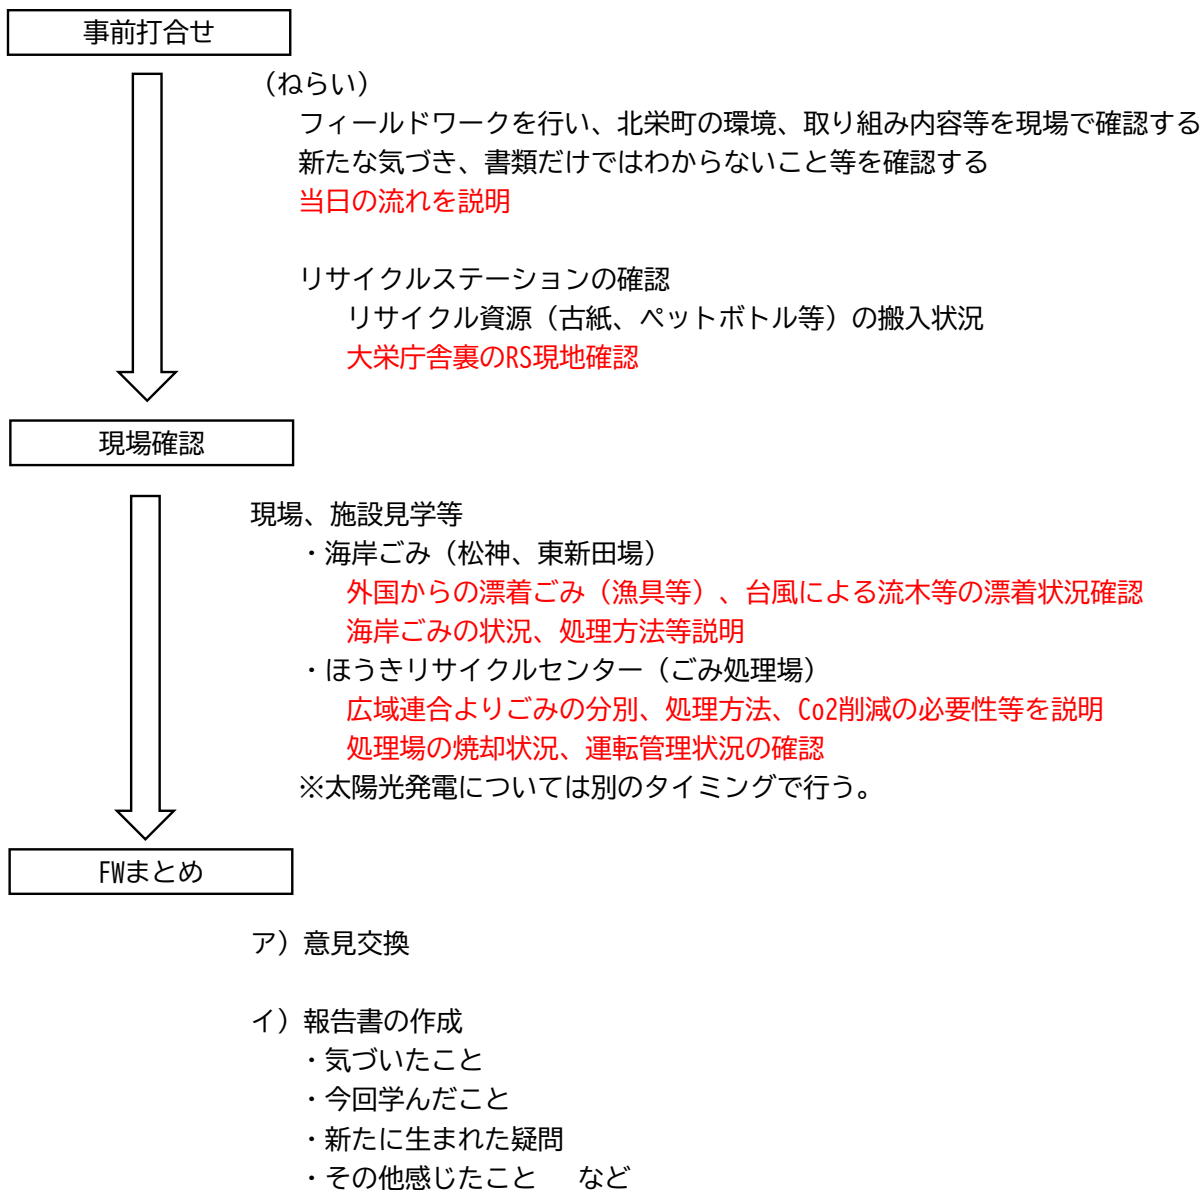 事前打合せ
（ねらい）
フィールドワークを行い、北栄町の環境、取り組み内容等を現場で確認する
新たな気づき、書類だけではわからないこと等を確認する
当日の流れを説明
リサイクルステーションの確認
リサイクル資源（古紙、ペットボトル等）の搬入状況
大栄庁舎裏のRS現地確認
現場確認
現場、施設見学等
・海岸ごみ（松神、東新田場）
外国からの漂着ごみ（漁具等）、台風による流木等の漂着状況確認
海岸ごみの状況、処理方法等説明
・ほうきリサイクルセンター（ごみ処理場）
広域連合よりごみの分別、処理方法、Co2削減の必要性等を説明
処理場の焼却状況、運転管理状況の確認
※太陽光発電については別のタイミングで行う。
FWまとめ
ア）意見交換
イ）報告書の作成
・気づいたこと
・今回学んだこと
・新たに生まれた疑問
・その他感じたこと　など